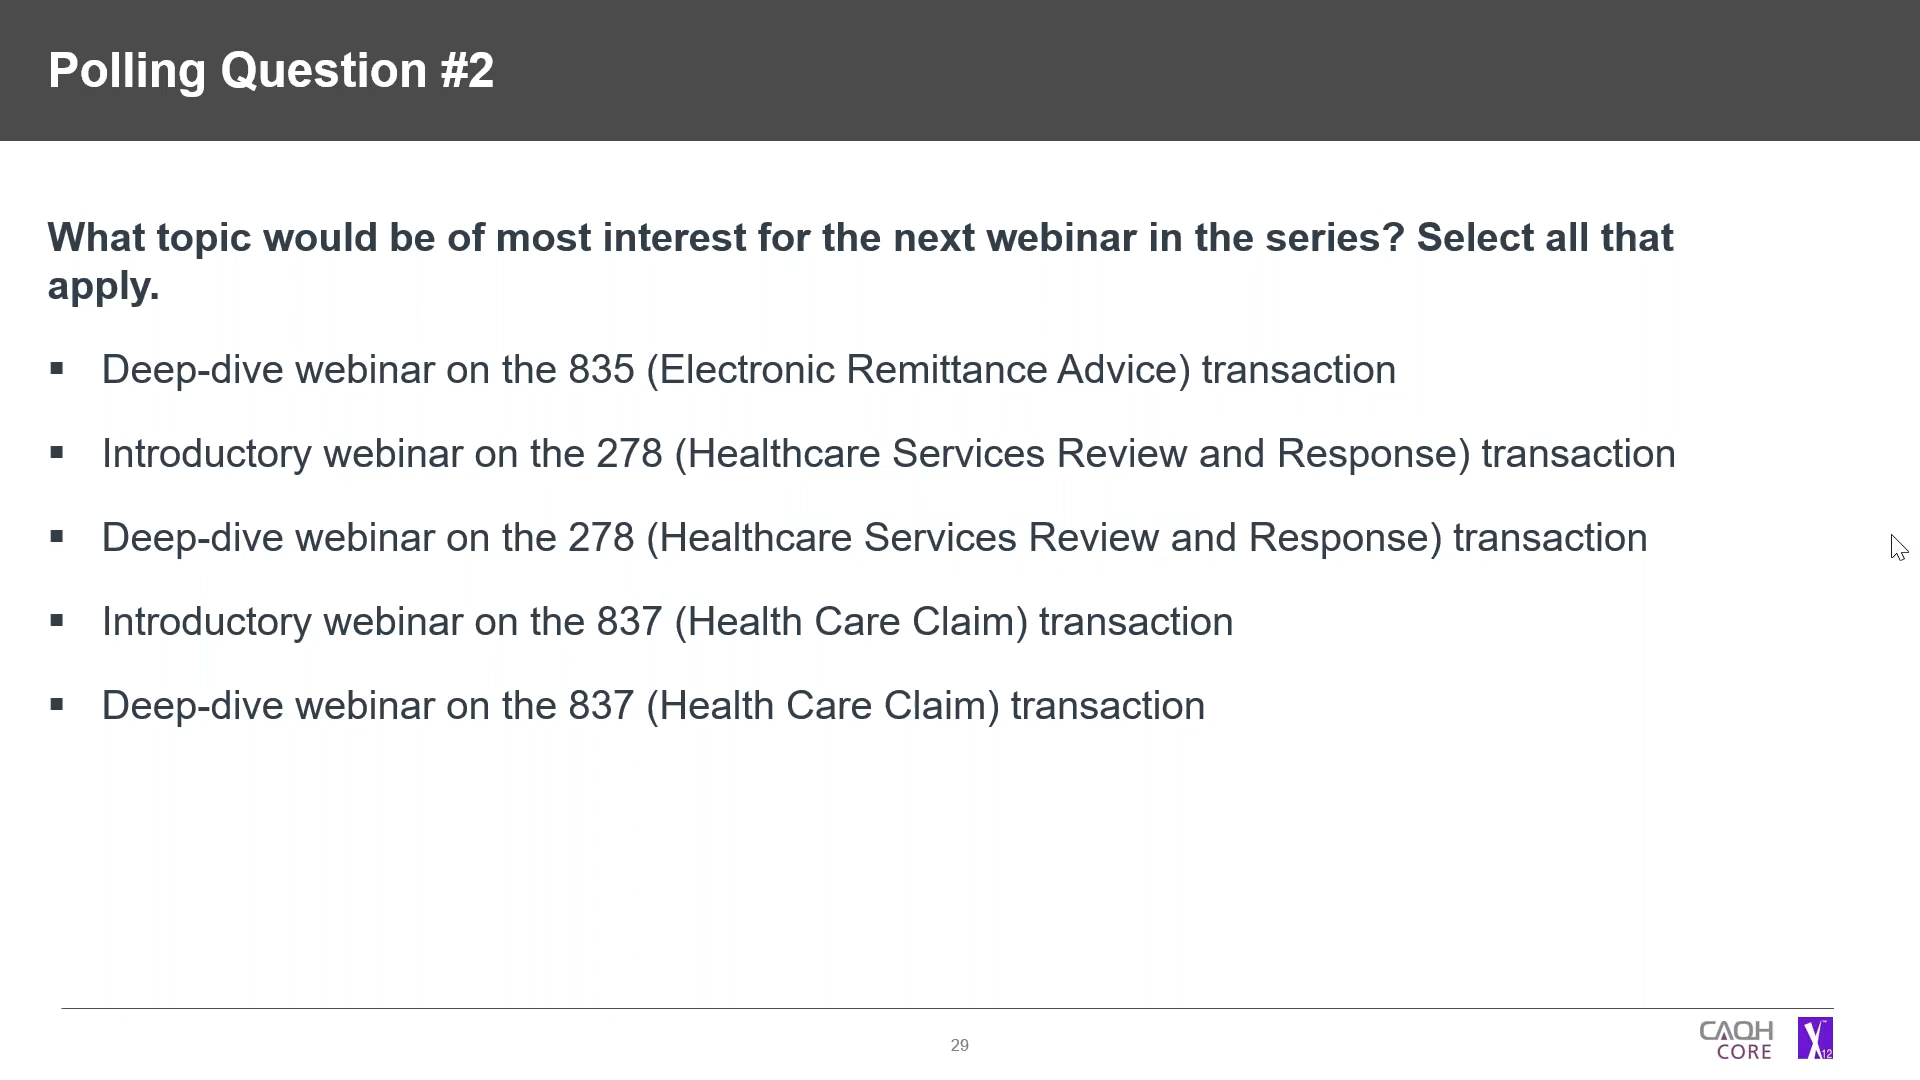 Polling Question #2
What topic would be of most interest for the next webinar in the series? Select all that
apply.
▪ Deep-dive webinar on the 835 (Electronic Remittance Advice) transaction
▪ Introductory webinar on the 278 (Healthcare Services Review and Response) transaction
▪ Deep-dive webinar on the 278 (Healthcare Services Review and Response) transaction
▪ Introductory webinar on the 837 (Health Care Claim) transaction
▪ Deep-dive webinar on the 837 (Health Care Claim) transaction
29
CAQH
CORE
X12